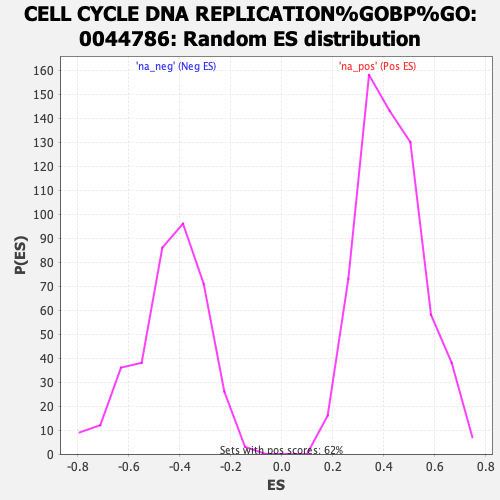 CELL CYCLE DNA REPLICATION%GOBP%GO:
0044786: Random ES distribution
'na_neg' (Neg ES)
'na_pos' (Pos ES)
160
150
140
130
120
110
100
90
80
70
60
50
40
30
20
10
0
P(ES)
Sets with pos scores: 62%
-0.8 -0.6 -0.4 -0.2 0.0 0.2 0.4 0.6 0.8
ES